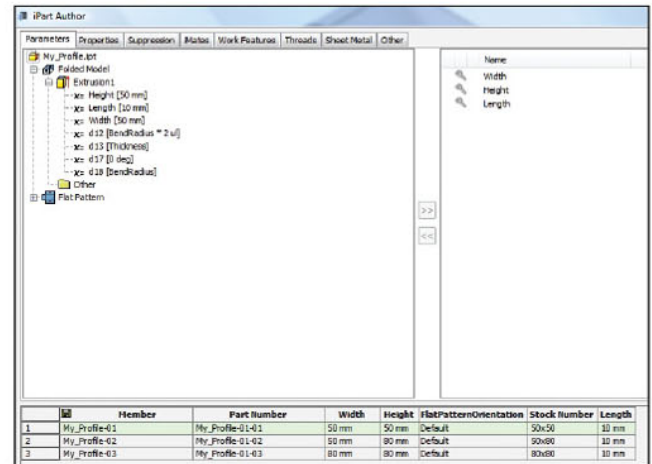 iPart Author
Parameters Properties Suppression iMates Work Features Threads Sheet Metal Other
My_Profile.ipt
Folded Model
Extrusion1
x= Height [50 mm]
x= Length [10 mm]
x= Width [50 mm]
x= d12 [BendRadius * 2 ul]
x= d13 [Thickness]
x= d17 [0 deg]
x= d18 [BendRadius]
Other
Flat Pattern
Name
Width
Height
Length
>>
<<
Member Part Number Width Height FlatPatternOrientation Stock Number Length
1 My_Profile-01 My_Profile-01-01 50 mm 50 mm Default 50x50 10 mm
2 My_Profile-02 My_Profile-01-02 50 mm 80 mm Default 50x80 10 mm
3 My_Profile-03 My_Profile-01-03 80 mm 80 mm Default 80x80 10 mm